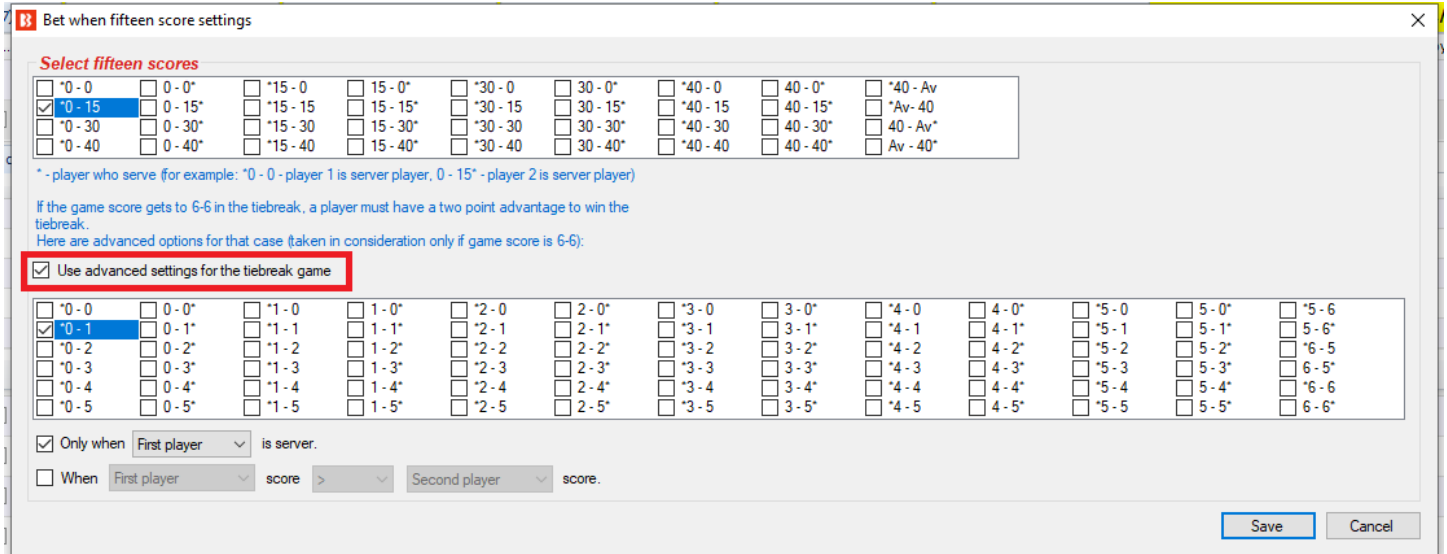 Bet when fifteen score settings
Select fifteen scores
*0 - 0 0 - 0* *15 - 0 15 - 0* *30 - 0 30 - 0* *40 - 0 40 - 0* *40 - Av
*0 - 15 0 - 15* *15 - 15 15 - 15* *30 - 15 30 - 15* *40 - 15 40 - 15* *Av- 40
*0 - 30 0 - 30* *15 - 30 15 - 30* *30 - 30 30 - 30* *40 - 30 40 - 30* 40 - Av*
*0 - 40 0 - 40* *15 - 40 15 - 40* *30 - 40 30 - 40* *40 - 40 40 - 40* Av - 40*
* - player who serve (for example: *0 - 0 - player 1 is server player, 0 - 15* - player 2 is server player)
If the game score gets to 6-6 in the tiebreak, a player must have a two point advantage to win the
tiebreak.
Here are advanced options for that case (taken in consideration only if game score is 6-6):
Use advanced settings for the tiebreak game
*0 - 0 0 - 0* *1 - 0 1 - 0* *2 - 0 2 - 0* *3 - 0 3 - 0* *4 - 0 4 - 0* *5 - 0 5 - 0* *5 - 6
*0 - 1 0 - 1* *1 - 1 1 - 1* *2 - 1 2 - 1* *3 - 1 3 - 1* *4 - 1 4 - 1* *5 - 1 5 - 1* 5 - 6*
*0 - 2 0 - 2* *1 - 2 1 - 2* *2 - 2 2 - 2* *3 - 2 3 - 2* *4 - 2 4 - 2* *5 - 2 5 - 2* *6 - 5
*0 - 3 0 - 3* *1 - 3 1 - 3* *2 - 3 2 - 3* *3 - 3 3 - 3* *4 - 3 4 - 3* *5 - 3 5 - 3* 6 - 5*
*0 - 4 0 - 4* *1 - 4 1 - 4* *2 - 4 2 - 4* *3 - 4 3 - 4* *4 - 4 4 - 4* *5 - 4 5 - 4* *6 - 6
*0 - 5 0 - 5* *1 - 5 1 - 5* *2 - 5 2 - 5* *3 - 5 3 - 5* *4 - 5 4 - 5* *5 - 5 5 - 5* 6 - 6*
Only when First player is server.
When First player score > Second player score.
Save Cancel